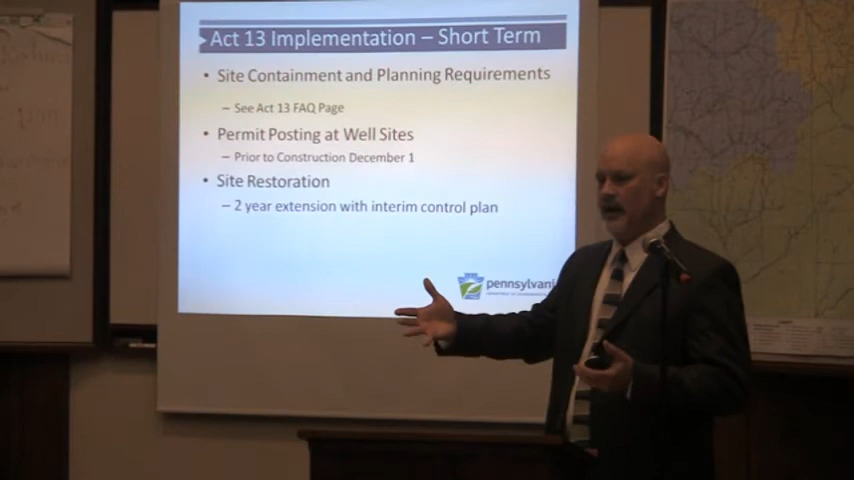 Act 13 Implementation – Short Term
• Site Containment and Planning Requirements
– See Act 13 FAQ Page
• Permit Posting at Well Sites
– Prior to Construction December 1
• Site Restoration
– 2 year extension with interim control plan
pennsylvani